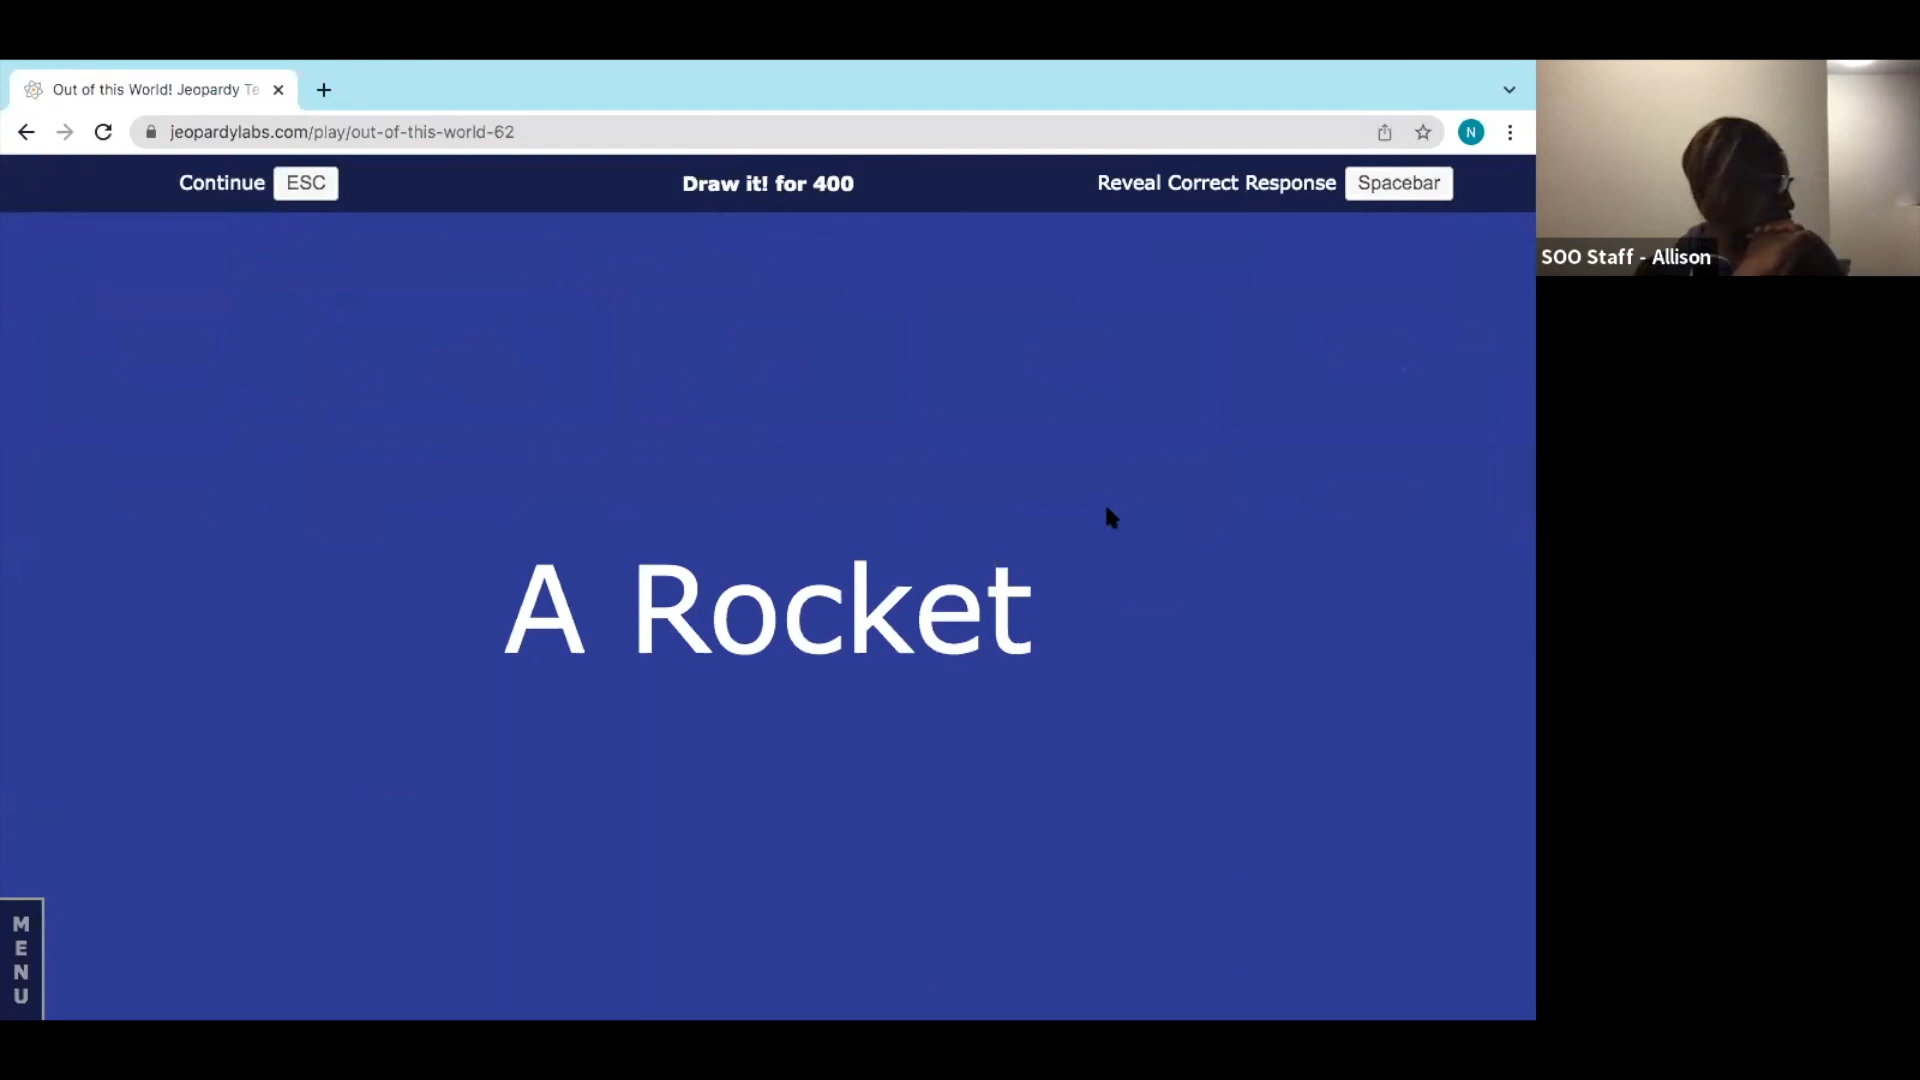 Out of this World! Jeopardy Te
jeopardylabs.com/play/out-of-this-world-62
N
Continue ESC
Draw it! for 400
Reveal Correct Response Spacebar
SOO Staff - Allison
A Rocket
MENU